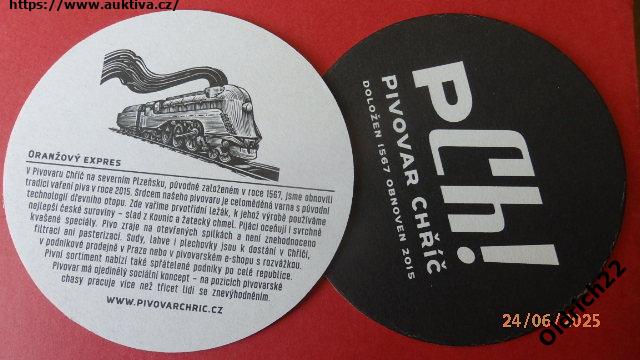 https://www.auktiva.cz/
ORANŽOVÝ EXPRES
V Pivovaru Chříč na severním Plzeňsku, původně založeném v roce 1567, jsme obnovili
tradici vaření piva v roce 2015. Srdcem našeho pivovaru je celoměděná varna s původní
technologií dřevního otopu. Zde vaříme prvotřídní ležák, k jehož výrobě používáme
nejlepší české suroviny – slad z Kounic a žatecký chmel. Pijáci oceňují i svrchně
kvašené speciály. Pivo zraje na otevřených spilkách a není znehodnoceno
filtrací ani pasterizací. Sudy, lahve i plechovky jsou k dostání v Chříči,
v podnikové prodejně v Praze nebo v pivovarském e-shopu s rozvážkou.
Pivní sortiment nabízí také spřátelené podniky po celé republice.
Pivovar má ojedinělý sociální koncept – na pozicích pivovarské
chasy pracuje více než třicet lidí se znevýhodněním.
WWW.PIVOVARCHRIC.CZ
PCh!
PIVOVAR CHŘÍČ
DOLOŽEN 1567 OBNOVEN 2015
24/06/2025
Oldrich22